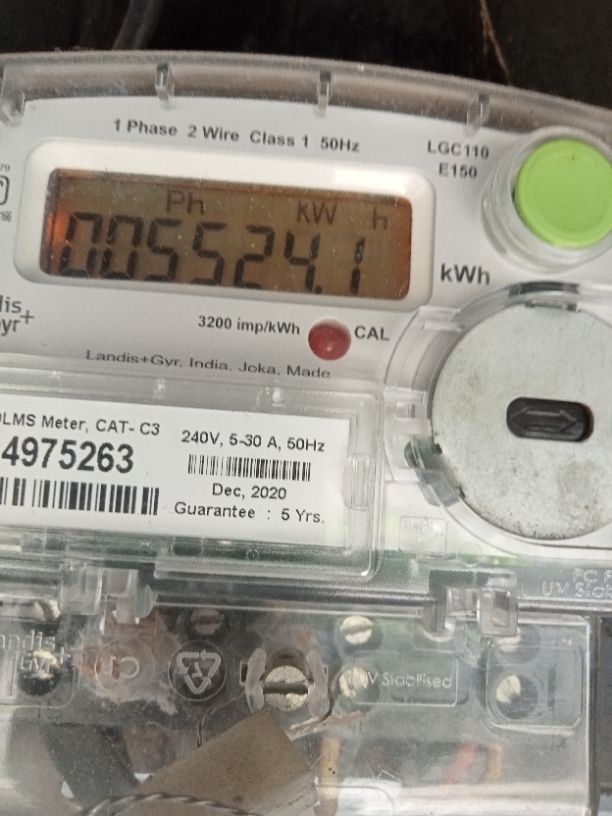 1 Phase 2 Wire Class 1 50Hz
LGC110
E150
Ph kW h
005524.1
kWh
3200 imp/kWh
CAL
Landis+Gyr. India. Joka. Made
DLMS Meter, CAT- C3
4975263
240V, 5-30 A, 50Hz
Dec, 2020
Guarantee : 5 Yrs.
Landis+
Gyr
UV Stabilised